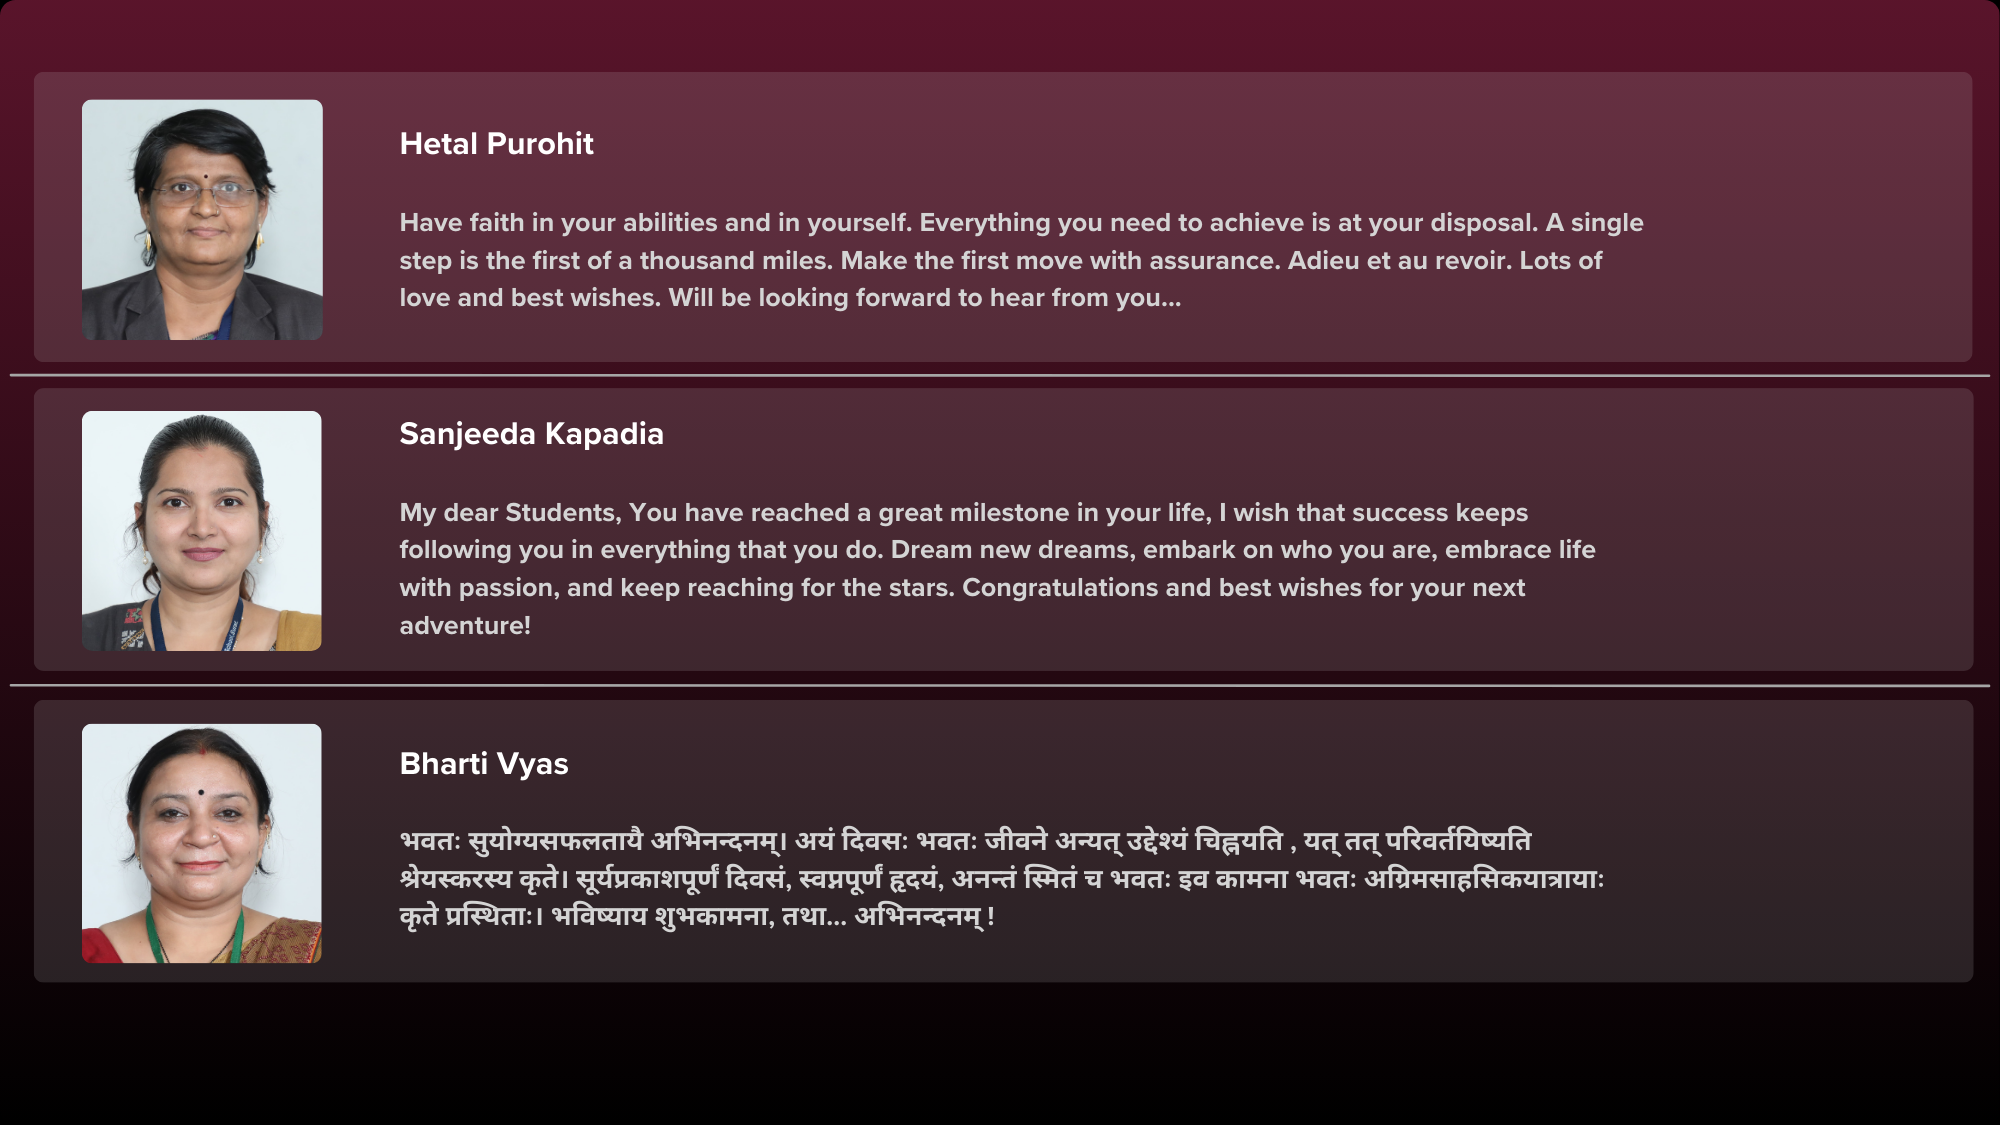 Hetal Purohit
Have faith in your abilities and in yourself. Everything you need to achieve is at your disposal. A single
step is the first of a thousand miles. Make the first move with assurance. Adieu et au revoir. Lots of
love and best wishes. Will be looking forward to hear from you...
Sanjeeda Kapadia
My dear Students, You have reached a great milestone in your life, I wish that success keeps
following you in everything that you do. Dream new dreams, embark on who you are, embrace life
with passion, and keep reaching for the stars. Congratulations and best wishes for your next
adventure!
Bharti Vyas
भवतः सुयोग्यसफलतायै अभिनन्दनम्। अयं दिवसः भवतः जीवने अन्यत् उद्देश्यं चिह्नयति , यत् तत् परिवर्तयिष्यति
श्रेयस्करस्य कृते। सूर्यप्रकाशपूर्णं दिवसं, स्वप्नपूर्णं हृदयं, अनन्तं स्मितं च भवतः इव कामना भवतः अग्रिमसाहसिकयात्रायाः
कृते प्रस्थिताः। भविष्याय शुभकामना, तथा... अभिनन्दनम् !